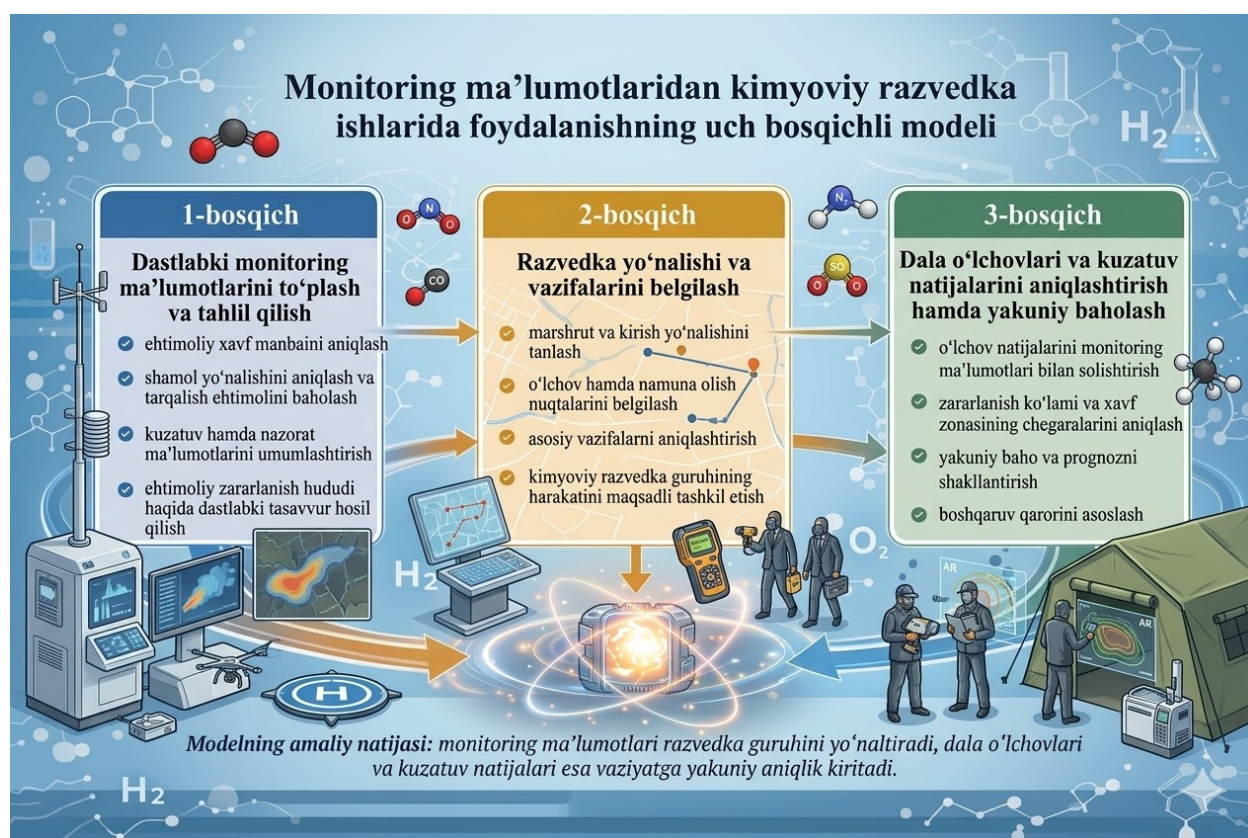 Monitoring ma’lumotlaridan kimyoviy razvedka
ishlarida foydalanishning uch bosqichli modeli
H₂
1-bosqich
Dastlabki monitoring
ma’lumotlarini to‘plash
va tahlil qilish
ehtimoliy xavf manbaini aniqlash
shamol yo‘nalishini aniqlash va
tarqalish ehtimolini baholash
kuzatuv hamda nazorat
ma’lumotlarini umumlashtirish
ehtimoliy zararlanish hududi
haqida dastlabki tasavvur hosil
qilish
O N O
CO
2-bosqich
Razvedka yo‘nalishi va
vazifalarini belgilash
marshrut va kirish yo‘nalishini
tanlash
o‘lchov hamda namuna olish
nuqtalarini belgilash
asosiy vazifalarni aniqlashtirish
kimyoviy razvedka guruhining
harakatini maqsadli tashkil etish
SO
O O
3-bosqich
Dala o‘lchovlari va kuzatuv
natijalarini aniqlashtirish
hamda yakuniy baholash
o‘lchov natijalarini monitoring
ma’lumotlari bilan solishtirish
zararlanish ko‘lami va xavf
zonasining chegaralarini aniqlash
yakuniy baho va prognozni
shakllantirish
boshqaruv qarorini asoslash
H₂
O₂
AR
AR
H
Modelning amaliy natijasi: monitoring ma’lumotlari razvedka guruhini yo‘naltiradi, dala o‘lchovlari
va kuzatuv natijalari esa vaziyatga yakuniy aniqlik kiritadi.
H₂